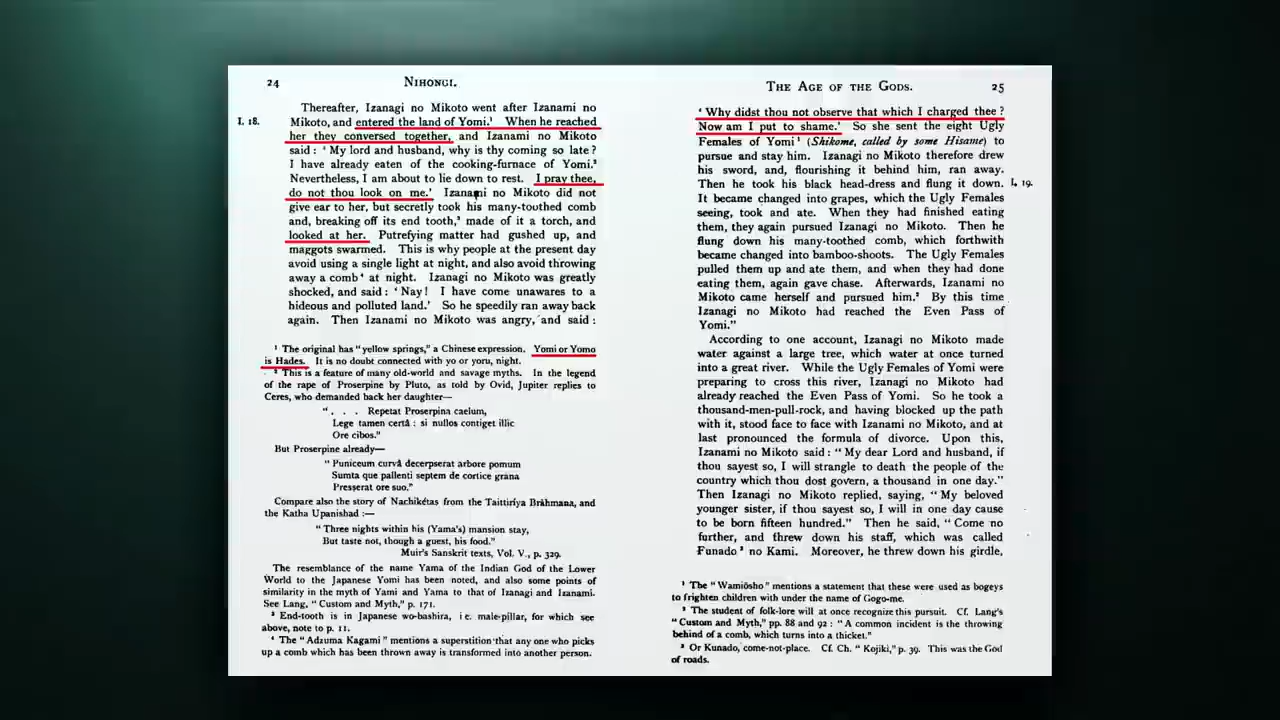 24
NIHONGI.
Thereafter, Izanagi no Mikoto went after Izanami no
I. 18.
Mikoto, and entered the land of Yomi.¹ When he reached
her they conversed together, and Izanami no Mikoto
said : ‘ My lord and husband, why is thy coming so late ?
I have already eaten of the cooking-furnace of Yomi.²
Nevertheless, I am about to lie down to rest. I pray thee,
do not thou look on me.’ Izanami no Mikoto did not
give ear to her, but secretly took his many-toothed comb
and, breaking off its end tooth,³ made of it a torch, and
looked at her. Putrefying matter had gushed up, and
maggots swarmed. This is why people at the present day
avoid using a single light at night, and also avoid throwing
away a comb⁴ at night. Izanagi no Mikoto was greatly
shocked, and said : ‘ Nay ! I have come unawares to a
hideous and polluted land.’ So he speedily ran away back
again. Then Izanami no Mikoto was angry, and said :
¹ The original has “yellow springs,” a Chinese expression. Yomi or Yomo
is Hades. It is no doubt connected with yo or yoru, night.
² This is a feature of many old-world and savage myths. In the legend
of the rape of Proserpine by Pluto, as told by Ovid, Jupiter replies to
Ceres, who demanded back her daughter—
“ . . . Repetat Proserpina caelum,
Lege tamen certâ : si nullos contiget illic
Ore cibos.”
But Proserpine already—
“ Puniceum curvâ decerpserat arbore pomum
Sumta que pallenti septem de cortice grana
Presserat ore suo.”
Compare also the story of Nachikêtas from the Taittirîya Brâhmana, and
the Katha Upanishad :—
“ Three nights within his (Yama’s) mansion stay,
But taste not, though a guest, his food.”
Muir’s Sanskrit texts, Vol. V., p. 329.
The resemblance of the name Yama of the Indian God of the Lower
World to the Japanese Yomi has been noted, and also some points of
similarity in the myth of Yami and Yama to that of Izanagi and Izanami.
See Lang, “ Custom and Myth,” p. 171.
³ End-tooth is in Japanese wo-bashira, i e. male-pillar, for which see
above, note to p. 11.
⁴ The “Adzuma Kagami” mentions a superstition that any one who picks
up a comb which has been thrown away is transformed into another person.
THE AGE OF THE GODS.
25
‘ Why didst thou not observe that which I charged thee ?
Now am I put to shame.’ So she sent the eight Ugly
Females of Yomi¹ (Shikome, called by some Hisame) to
pursue and stay him. Izanagi no Mikoto therefore drew
his sword, and, flourishing it behind him, ran away.
Then he took his black head-dress and flung it down.
I. 19.
It became changed into grapes, which the Ugly Females
seeing, took and ate. When they had finished eating
them, they again pursued Izanagi no Mikoto. Then he
flung down his many-toothed comb, which forthwith
became changed into bamboo-shoots. The Ugly Females
pulled them up and ate them, and when they had done
eating them, again gave chase. Afterwards, Izanami no
Mikoto came herself and pursued him.² By this time
Izanagi no Mikoto had reached the Even Pass of
Yomi.”
According to one account, Izanagi no Mikoto made
water against a large tree, which water at once turned
into a great river. While the Ugly Females of Yomi were
preparing to cross this river, Izanagi no Mikoto had
already reached the Even Pass of Yomi. So he took a
thousand-men-pull-rock, and having blocked up the path
with it, stood face to face with Izanami no Mikoto, and at
last pronounced the formula of divorce. Upon this,
Izanami no Mikoto said : “ My dear Lord and husband, if
thou sayest so, I will strangle to death the people of the
country which thou dost govern, a thousand in one day.”
Then Izanagi no Mikoto replied, saying, “ My beloved
younger sister, if thou sayest so, I will in one day cause
to be born fifteen hundred.” Then he said, “ Come no
further, and threw down his staff, which was called
Funado³ no Kami. Moreover, he threw down his girdle,
¹ The “ Wamiôsho” mentions a statement that these were used as bogeys
to frighten children with under the name of Gogo-me.
² The student of folk-lore will at once recognize this pursuit. Cf. Lang’s
“Custom and Myth,” pp. 88 and 92 : “ A common incident is the throwing
behind of a comb, which turns into a thicket.”
³ Or Kunado, come-not-place. Cf. Ch. “ Kojiki,” p. 39. This was the God
of roads.